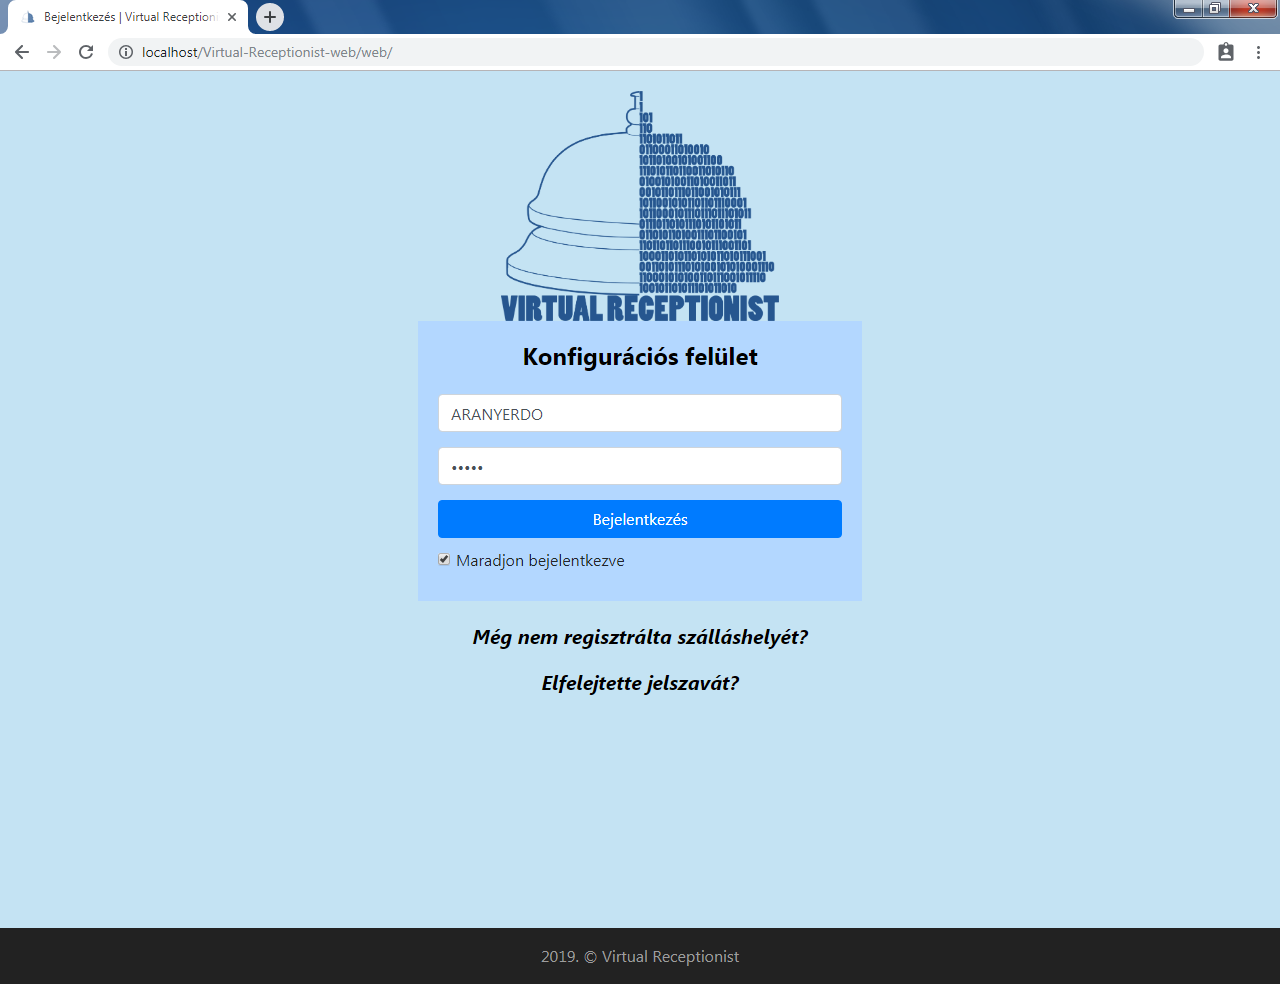 Bejelentkezés | Virtual Reception
localhost/Virtual-Receptionist-web/web/
VIRTUAL RECEPTIONIST
Konfigurációs felület
ARANYERDO
•••••
Bejelentkezés
Maradjon bejelentkezve
Még nem regisztrálta szálláshelyét?
Elfelejtette jelszavát?
2019. © Virtual Receptionist